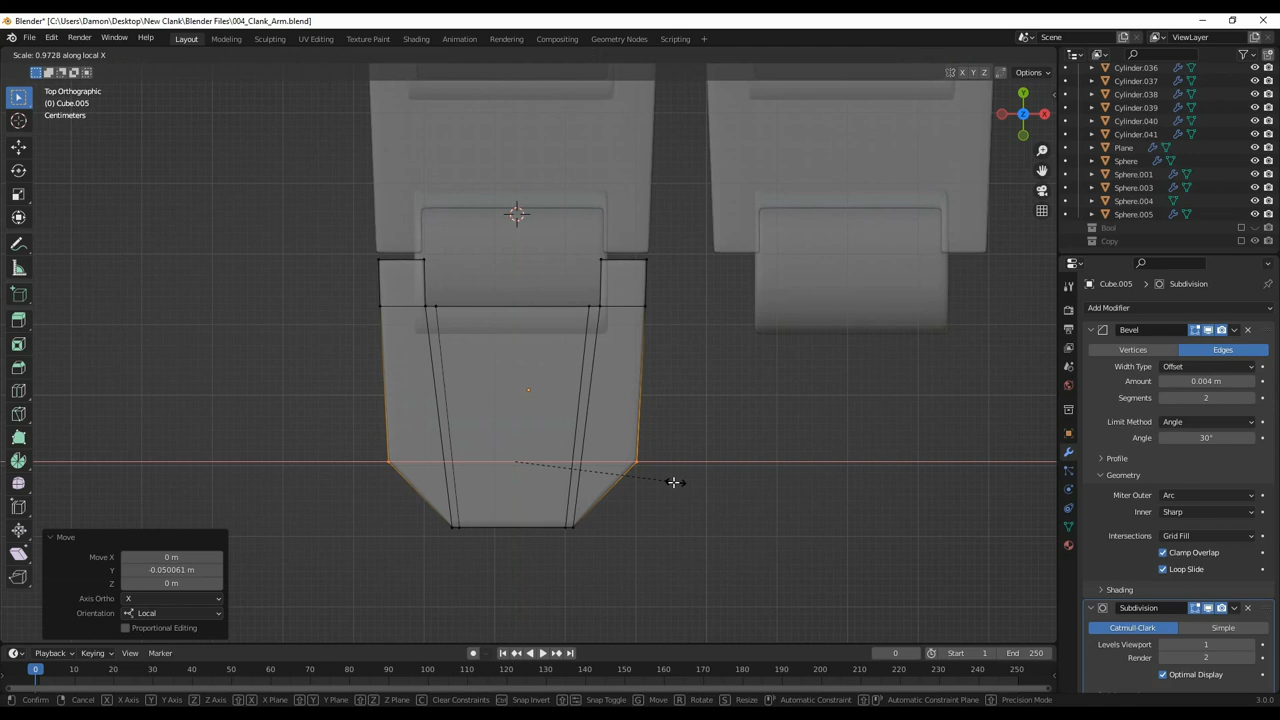 Blender* [C:\Users\Damon\Desktop\New Clank\Blender Files\004_Clank_Arm.blend]
File Edit Render Window Help Layout Modeling Sculpting UV Editing Texture Paint Shading Animation Rendering Compositing Geometry Nodes Scripting + Scene ViewLayer
Scale: 0.9728 along local X
X Y Z Options
Top Orthographic
(0) Cube.005
Centimeters
Y
Z X
Cylinder.036
Cylinder.037
Cylinder.038
Cylinder.039
Cylinder.040
Cylinder.041
Plane
Sphere
Sphere.001
Sphere.003
Sphere.004
Sphere.005
Bool
Copy
Cube.005 > Subdivision
Add Modifier
Bevel
Vertices Edges
Width Type Offset
Amount 0.004 m
Segments 2
Limit Method Angle
Angle 30°
Profile
Geometry
Miter Outer Arc
Inner Sharp
Intersections Grid Fill
Clamp Overlap
Loop Slide
Shading
Subdivision
Catmull-Clark Simple
Levels Viewport 1
Render 2
Optimal Display
Move
Move X 0 m
Y -0.050061 m
Z 0 m
Axis Ortho X
Orientation Local
Proportional Editing
Playback Keying View Marker 0 Start 1 End 250
0 10 20 30 40 50 60 70 80 90 100 110 120 130 140 150 160 170 180 190 200 210 220 230 240 250
Confirm Cancel X X Axis Y Y Axis Z Z Axis X X Plane Y Y Plane Z Z Plane C Clear Constraints Snap Invert Snap Toggle G Move R Rotate S Resize Automatic Constraint Automatic Constraint Plane Precision Mode 3.0.0